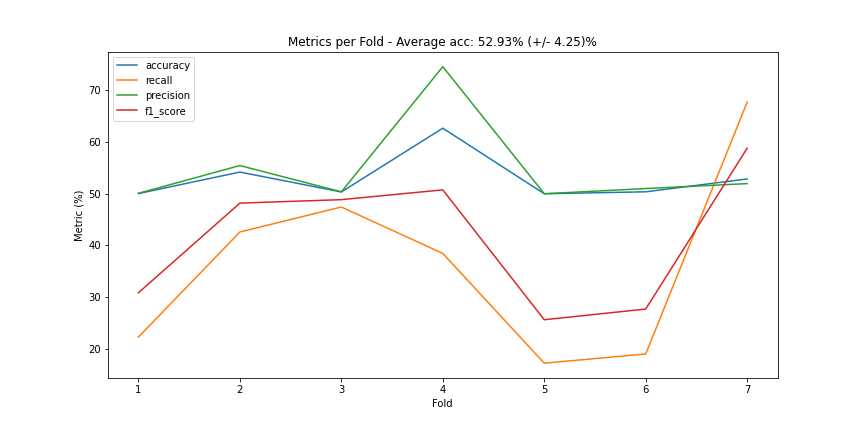 Metrics per Fold - Average acc: 52.93% (+/- 4.25)%
accuracy
recall
precision
f1_score
Metric (%)
70
60
50
40
30
20
1 2 3 4 5 6 7
Fold